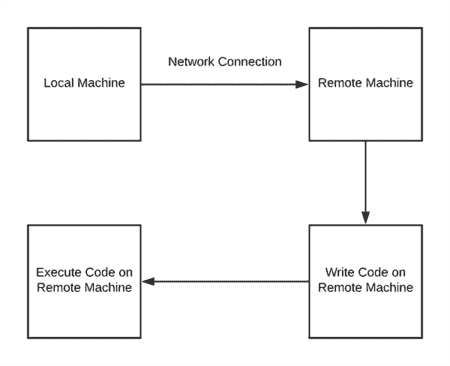 Network Connection
Local Machine
Remote Machine
Execute Code on
Remote Machine
Write Code on
Remote Machine